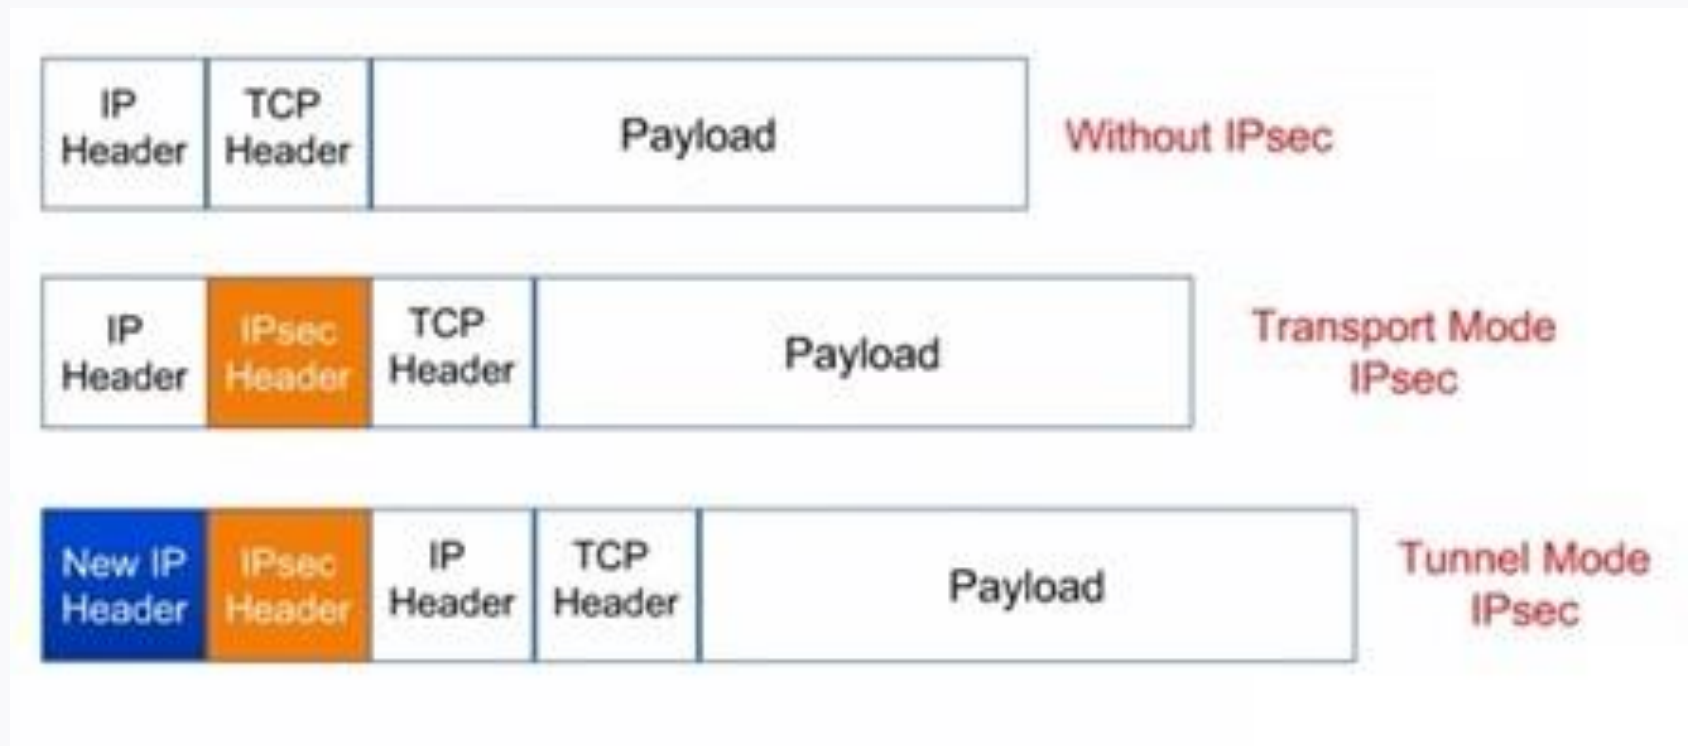 IP
Header
TCP
Header
Payload
Without IPsec
IP
Header
IPsec
Header
TCP
Header
Payload
Transport Mode
IPsec
New IP
Header
IPsec
Header
IP
Header
TCP
Header
Payload
Tunnel Mode
IPsec